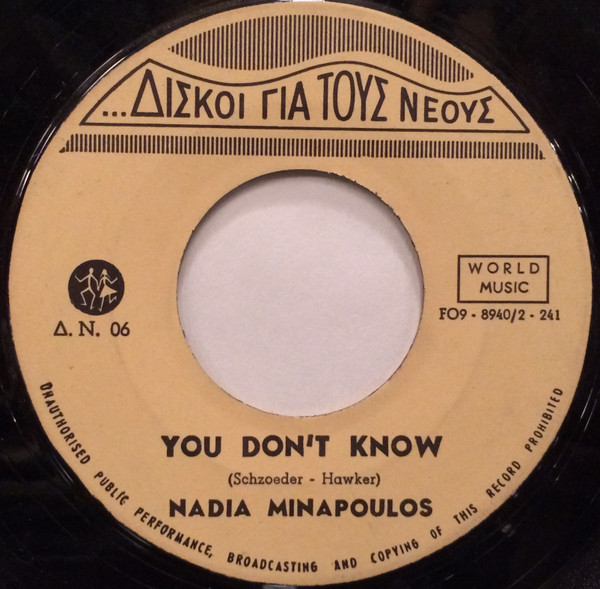 ...ΔΙΣΚΟΙ ΓΙΑ ΤΟΥΣ ΝΕΟΥΣ
WORLD
MUSIC
FO9 - 8940/2 - 241
Δ. Ν. 06
YOU DON'T KNOW
(Schzoeder - Hawker)
NADIA MINAPOULOS
UNAUTHORISED PUBLIC PERFORMANCE, BROADCASTING AND COPYING OF THIS RECORD PROHIBITED